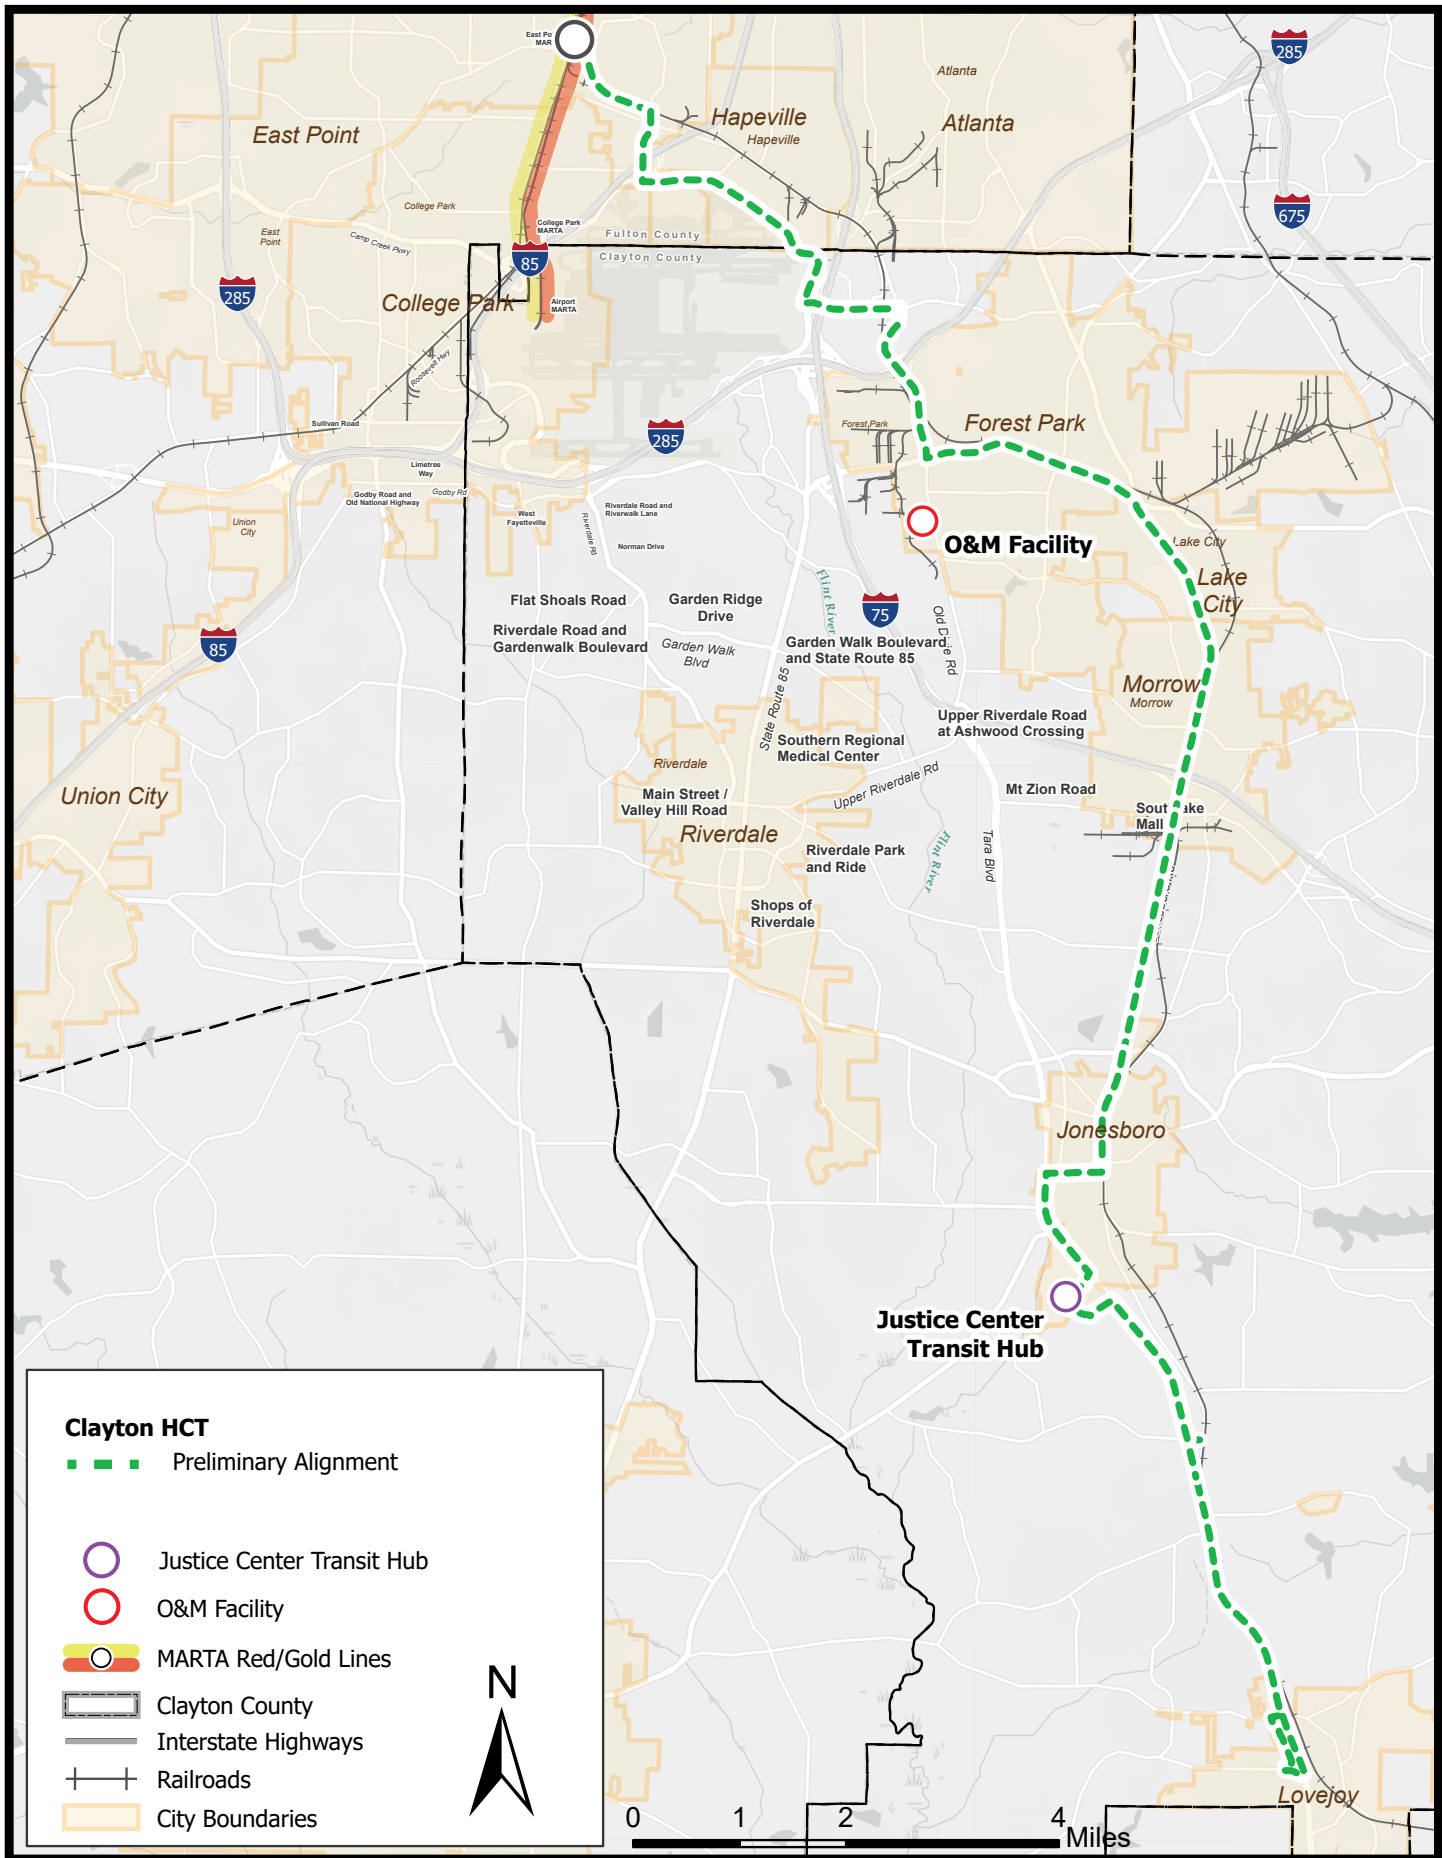 East Po
MAR
285
Atlanta
Hapeville
Hapeville
Atlanta
East Point
675
College Park
College Park
MARTA
East
Point
Camp Creek Pkwy
Fulton County
Clayton County
85
285
College Park
Airport
MARTA
Roosevelt Hwy
Sullivan Road
285
Forest Park
Forest Park
Limetree
Way
Godby Rd
Godby Road and
Old National Highway
West
Fayetteville
Riverdale Rd
Riverdale Road and
Riverwalk Lane
Norman Drive
Union
City
O&M Facility
Lake City
Lake
City
Flint River
75
Old Dixie Rd
Flat Shoals Road
Garden Ridge
Drive
Riverdale Road and
Gardenwalk Boulevard
Garden Walk
Blvd
Garden Walk Boulevard
and State Route 85
85
State Route 85
Morrow
Morrow
Upper Riverdale Road
at Ashwood Crossing
Southern Regional
Medical Center
Riverdale
Upper Riverdale Rd
Union City
Main Street /
Valley Hill Road
Mt Zion Road
Sout ake
Mall
Riverdale
Riverdale Park
and Ride
Flint River
Tara Blvd
Shops of
Riverdale
Jonesboro
Justice Center
Transit Hub
Clayton HCT
Preliminary Alignment
Justice Center Transit Hub
O&M Facility
MARTA Red/Gold Lines
Clayton County
Interstate Highways
Railroads
City Boundaries
N
Lovejoy
0 1 2 4
Miles